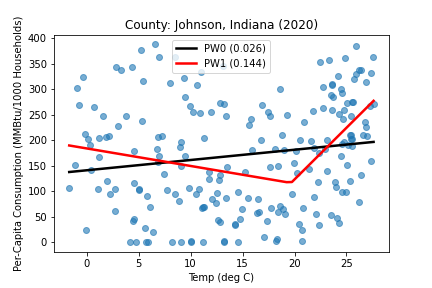 County: Johnson, Indiana (2020)
PW0 (0.026)
PW1 (0.144)
Per-Capita Consumption (MMBtu/1000 Households)
400
350
300
250
200
150
100
50
0
0 5 10 15 20 25
Temp (deg C)